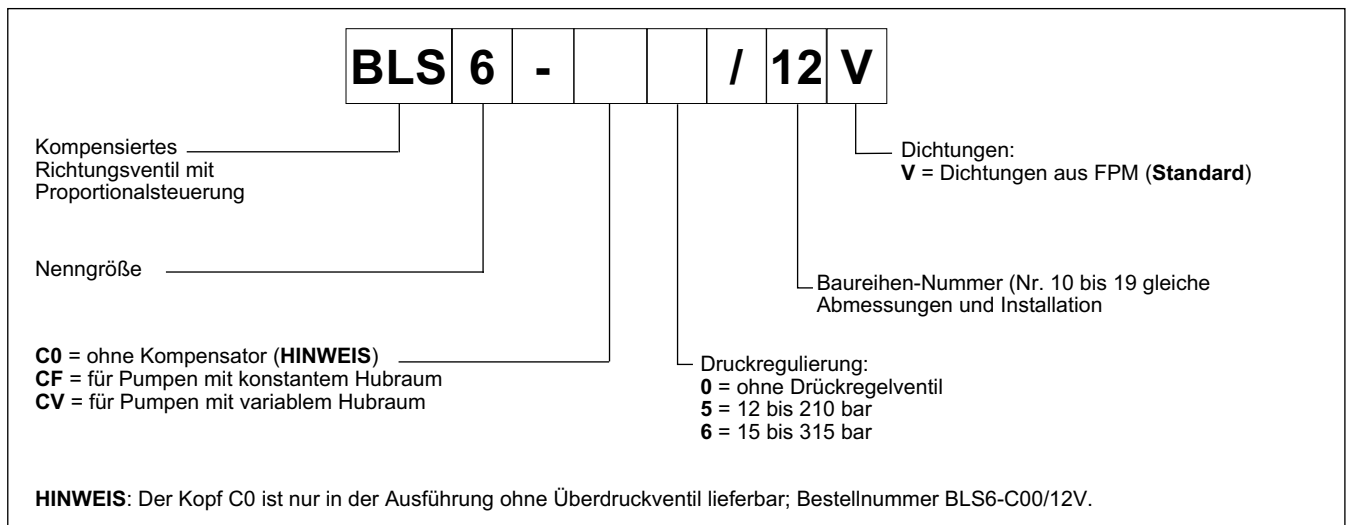 BLS 6 - / 12 V
Kompensiertes
Richtungsventil mit
Proportionalsteuerung
Dichtungen:
V = Dichtungen aus FPM (Standard)
Nenngröße
Baureihen-Nummer (Nr. 10 bis 19 gleiche
Abmessungen und Installation
C0 = ohne Kompensator (HINWEIS)
CF = für Pumpen mit konstantem Hubraum
CV = für Pumpen mit variablem Hubraum
Druckregulierung:
0 = ohne Drückregelventil
5 = 12 bis 210 bar
6 = 15 bis 315 bar
HINWEIS: Der Kopf C0 ist nur in der Ausführung ohne Überdruckventil lieferbar; Bestellnummer BLS6-C00/12V.